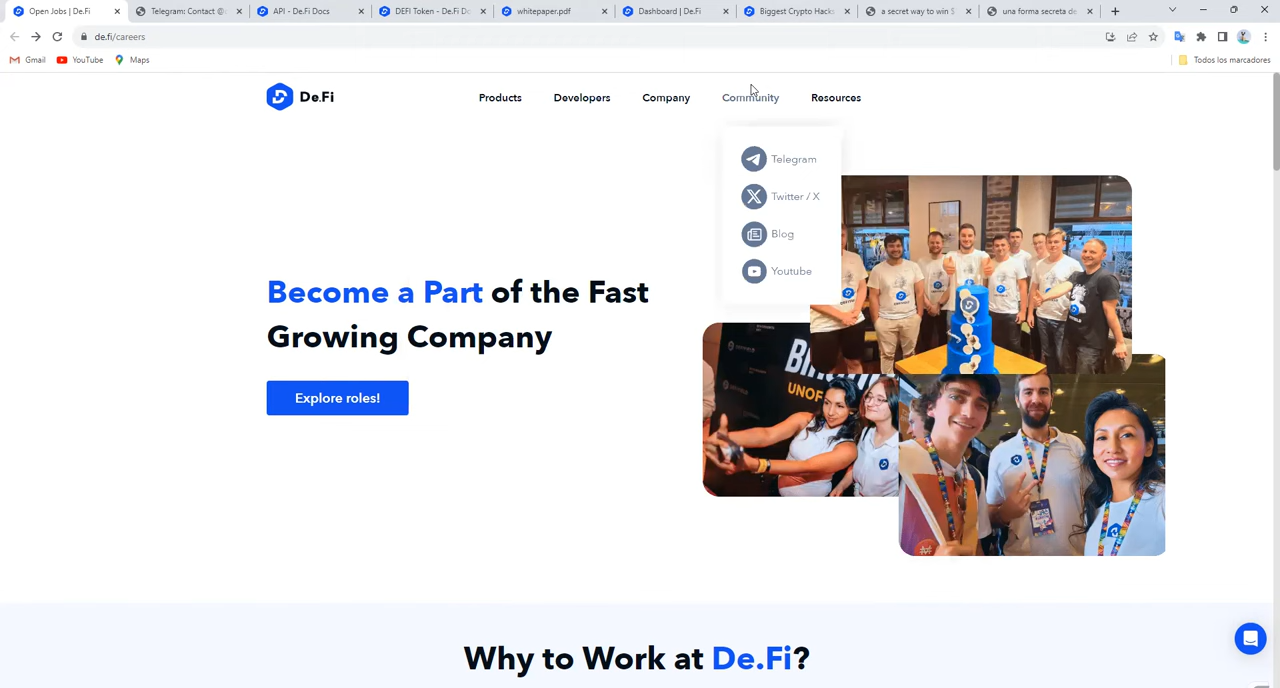 Open Jobs | De.Fi
Telegram: Contact @
API - De.Fi Docs
DEFI Token - De.Fi Do
whitepaper.pdf
Dashboard | De.Fi
Biggest Crypto Hack
a secret way to win $
una forma secreta de
de.fi/careers
Gmail
YouTube
Maps
Todos los marcadores
De.Fi
Products
Developers
Company
Community
Resources
Telegram
Twitter / X
Blog
Youtube
Become a Part of the Fast
Growing Company
Explore roles!
UNOF
Why to Work at De.Fi?